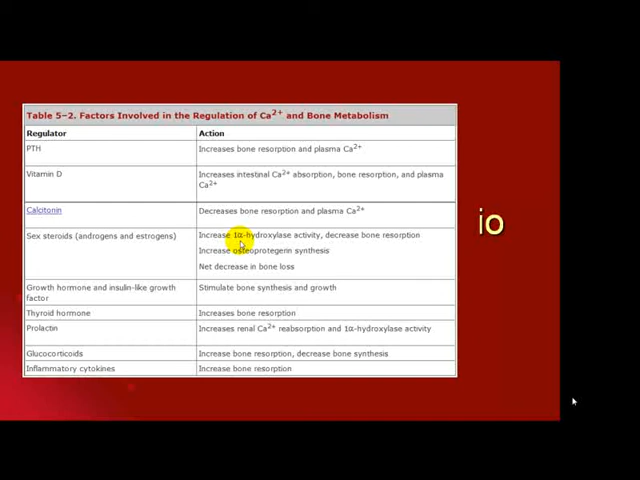 Table 5–2. Factors Involved in the Regulation of Ca2+ and Bone Metabolism
Regulator Action
PTH Increases bone resorption and plasma Ca2+
Vitamin D Increases intestinal Ca2+ absorption, bone resorption, and plasma
Ca2+
Calcitonin Decreases bone resorption and plasma Ca2+
Sex steroids (androgens and estrogens) Increase 1α-hydroxylase activity, decrease bone resorption
Increase osteoprotegerin synthesis
Net decrease in bone loss
Growth hormone and insulin-like growth Stimulate bone synthesis and growth
factor
Thyroid hormone Increases bone resorption
Prolactin Increases renal Ca2+ reabsorption and 1α-hydroxylase activity
Glucocorticoids Increase bone resorption, decrease bone synthesis
Inflammatory cytokines Increase bone resorption
io